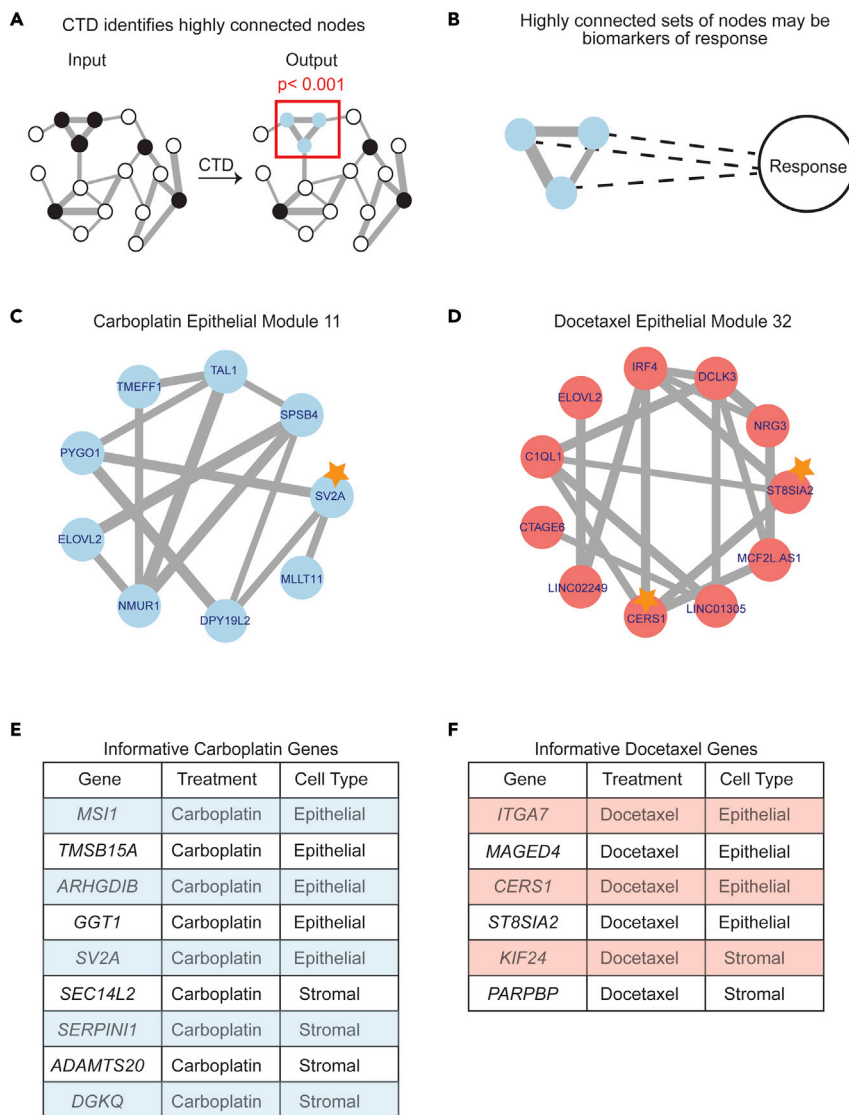 A
CTD identifies highly connected nodes
Input
Output
p< 0.001
CTD
B
Highly connected sets of nodes may be
biomarkers of response
Response
C
Carboplatin Epithelial Module 11
TAL1
TMEFF1
SPSB4
PYGO1
SV2A
ELOVL2
MLLT11
NMUR1
DPY19L2
D
Docetaxel Epithelial Module 32
IRF4
DCLK3
ELOVL2
NRG3
C1QL1
ST8SIA2
CTAGE6
MCF2L.AS1
LINC02249
LINC01305
CERS1
E
Informative Carboplatin Genes
Gene Treatment Cell Type
MSI1 Carboplatin Epithelial
TMSB15A Carboplatin Epithelial
ARHGDIB Carboplatin Epithelial
GGT1 Carboplatin Epithelial
SV2A Carboplatin Epithelial
SEC14L2 Carboplatin Stromal
SERPINI1 Carboplatin Stromal
ADAMTS20 Carboplatin Stromal
DGKQ Carboplatin Stromal
F
Informative Docetaxel Genes
Gene Treatment Cell Type
ITGA7 Docetaxel Epithelial
MAGED4 Docetaxel Epithelial
CERS1 Docetaxel Epithelial
ST8SIA2 Docetaxel Epithelial
KIF24 Docetaxel Stromal
PARPBP Docetaxel Stromal